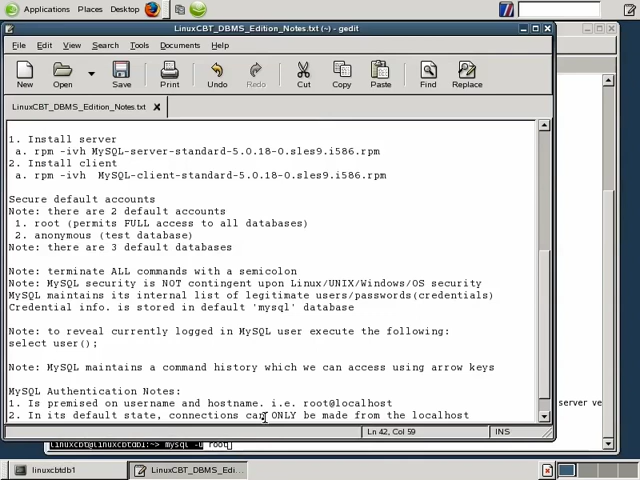 Applications Places Desktop
LinuxCBT_DBMS_Edition_Notes.txt (~) - gedit
File Edit View Search Tools Documents Help
New Open Save Print Undo Redo Cut Copy Paste Find Replace
LinuxCBT_DBMS_Edition_Notes.txt
1. Install server
a. rpm -ivh MySQL-server-standard-5.0.18-0.sles9.i586.rpm
2. Install client
a. rpm -ivh MySQL-client-standard-5.0.18-0.sles9.i586.rpm
Secure default accounts
Note: there are 2 default accounts
1. root (permits FULL access to all databases)
2. anonymous (test database)
Note: there are 3 default databases
Note: terminate ALL commands with a semicolon
Note: MySQL security is NOT contingent upon Linux/UNIX/Windows/OS security
MySQL maintains its internal list of legitimate users/passwords(credentials)
Credential info. is stored in default 'mysql' database
Note: to reveal currently logged in MySQL user execute the following:
select user();
Note: MySQL maintains a command history which we can access using arrow keys
MySQL Authentication Notes:
1. Is premised on username and hostname. i.e. root@localhost
2. In its default state, connections can ONLY be made from the localhost
server ve
Ln 42, Col 59 INS
linuxcbt@linuxcbtdb1:~> mysql -u root
linuxcbtdb1 LinuxCBT_DBMS_Edi...